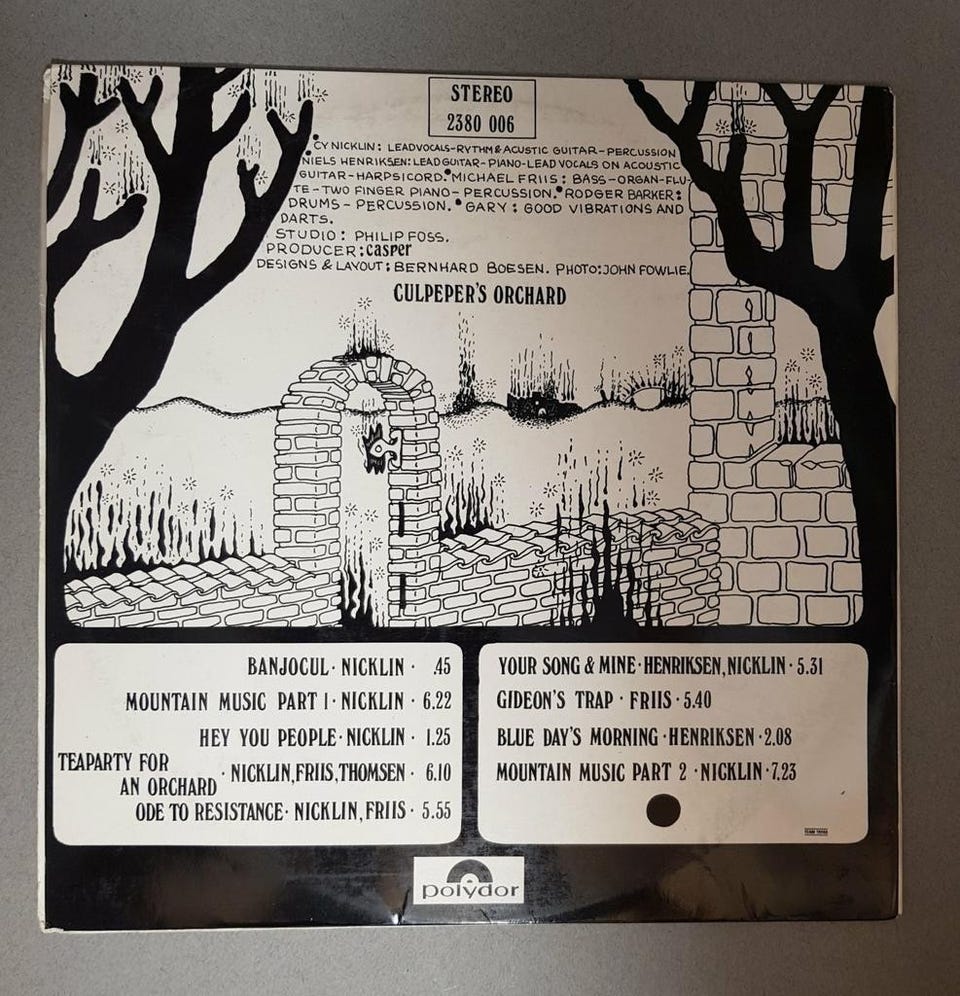 STEREO
2380 006
•CY NICKLIN: LEADVOCALS-RYTHM & ACUSTIC GUITAR-PERCUSSION
NIELS HENRIKSEN: LEAD GUITAR-PIANO-LEAD VOCALS ON ACOUSTIC
GUITAR-HARPSICORD.•MICHAEL FRIIS: BASS-ORGAN-FLU-
TE-TWO FINGER PIANO-PERCUSSION.•RODGER BARKER:
DRUMS-PERCUSSION.•GARY: GOOD VIBRATIONS AND
DARTS.
STUDIO: PHILIP FOSS.
PRODUCER: casper
DESIGNS & LAYOUT: BERNHARD BOESEN. PHOTO: JOHN FOWLIE.
CULPEPER'S ORCHARD
BANJOCUL · NICKLIN · .45
MOUNTAIN MUSIC PART 1 · NICKLIN · 6.22
HEY YOU PEOPLE · NICKLIN · 1.25
TEAPARTY FOR
AN ORCHARD · NICKLIN, FRIIS, THOMSEN · 6.10
ODE TO RESISTANCE · NICKLIN, FRIIS · 5.55
YOUR SONG & MINE · HENRIKSEN, NICKLIN · 5.31
GIDEON'S TRAP · FRIIS · 5.40
BLUE DAY'S MORNING · HENRIKSEN · 2.08
MOUNTAIN MUSIC PART 2 · NICKLIN · 7.23
polydor